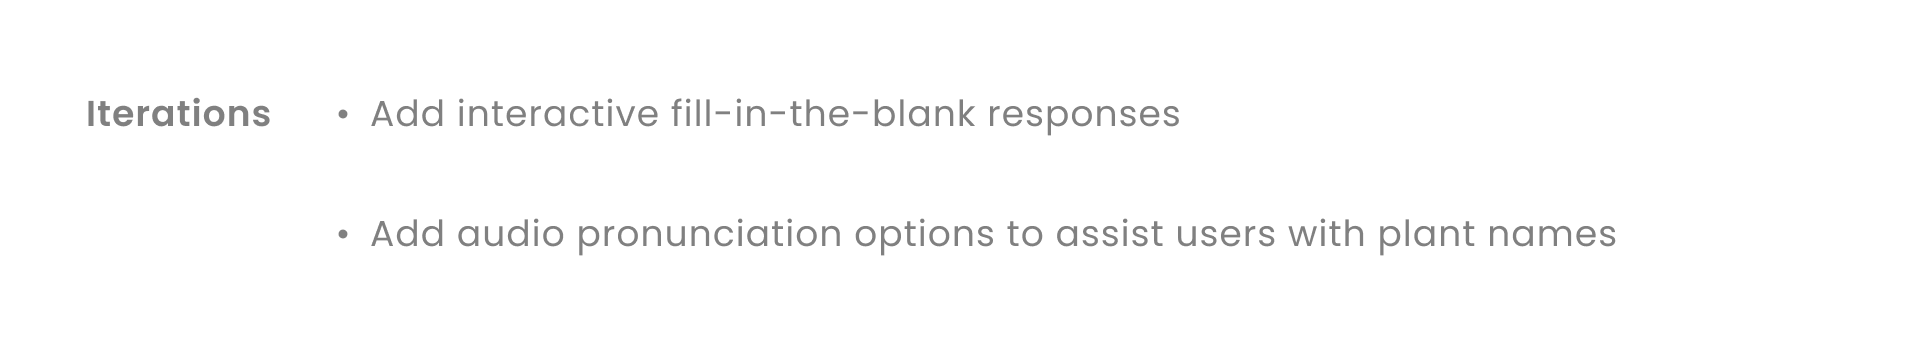 Iterations • Add interactive fill-in-the-blank responses
• Add audio pronunciation options to assist users with plant names